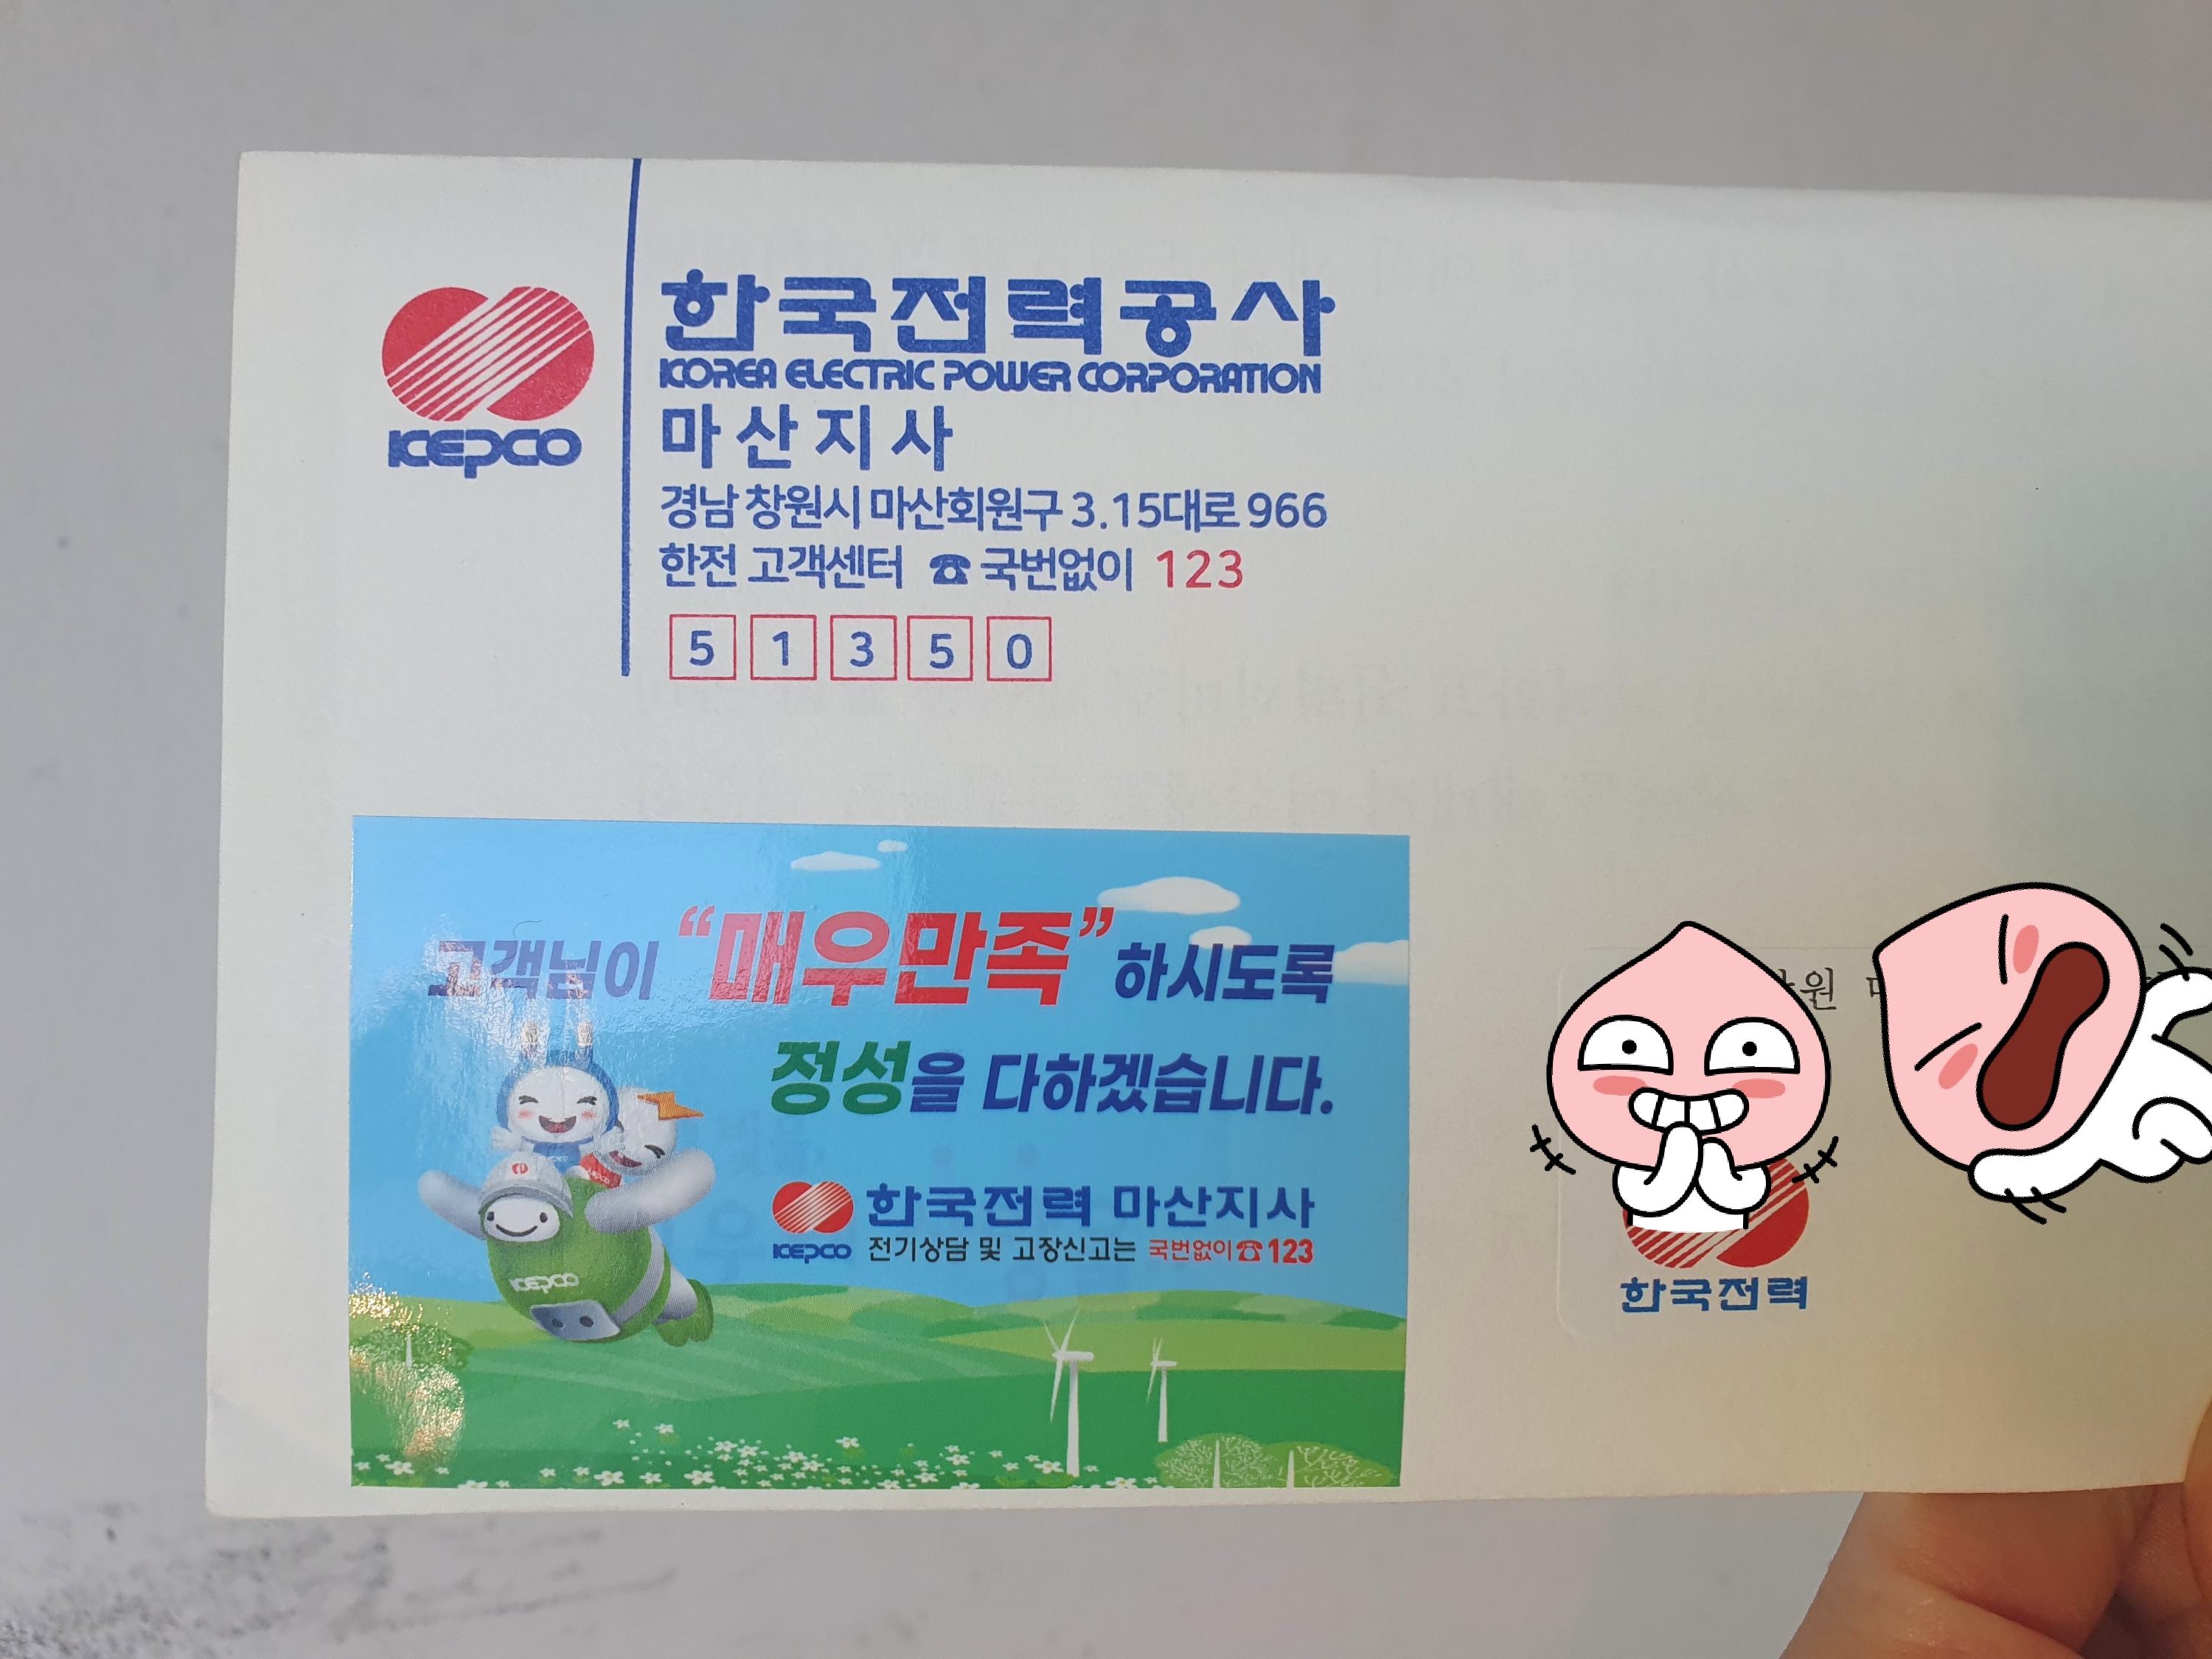 한국전력공사
KOREA ELECTRIC POWER CORPORATION
KEPCO
마산지사
경남 창원시 마산회원구 3.15대로 966
한전 고객센터 ☎ 국번없이 123
5 1 3 5 0
고객님이 “매우만족” 하시도록
정성을 다하겠습니다.
KEPCO
한국전력 마산지사
전기상담 및 고장신고는 국번없이☎123
KEPCO
한국전력